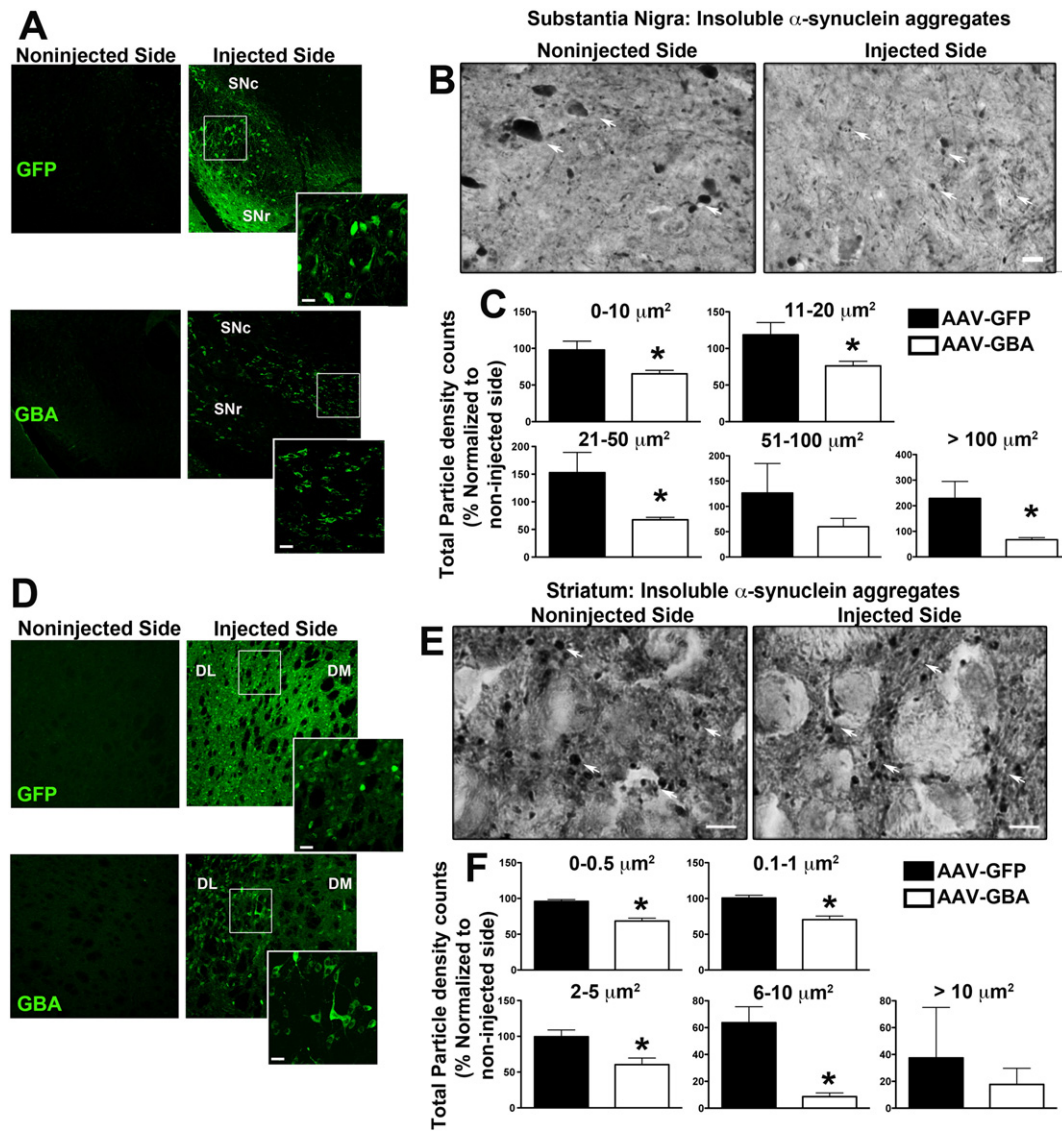 A
Noninjected Side
Injected Side
GFP
SNc
SNr
GBA
SNc
SNr
Substantia Nigra: Insoluble α-synuclein aggregates
Noninjected Side
Injected Side
B
C
0-10 μm²
150
100
50
0
*
11-20 μm²
150
100
50
0
*
AAV-GFP
AAV-GBA
Total Particle density counts
(% Normalized to
non-injected side)
21-50 μm²
200
150
100
50
0
*
51-100 μm²
200
150
100
50
0
> 100 μm²
400
300
200
100
0
*
D
Noninjected Side
Injected Side
GFP
DL
DM
GBA
DL
DM
Striatum: Insoluble α-synuclein aggregates
Noninjected Side
Injected Side
E
F
0-0.5 μm²
150
100
50
0
*
0.1-1 μm²
150
100
50
0
*
AAV-GFP
AAV-GBA
Total Particle density counts
(% Normalized to
non-injected side)
2-5 μm²
150
100
50
0
*
6-10 μm²
80
60
40
20
0
*
> 10 μm²
80
60
40
20
0